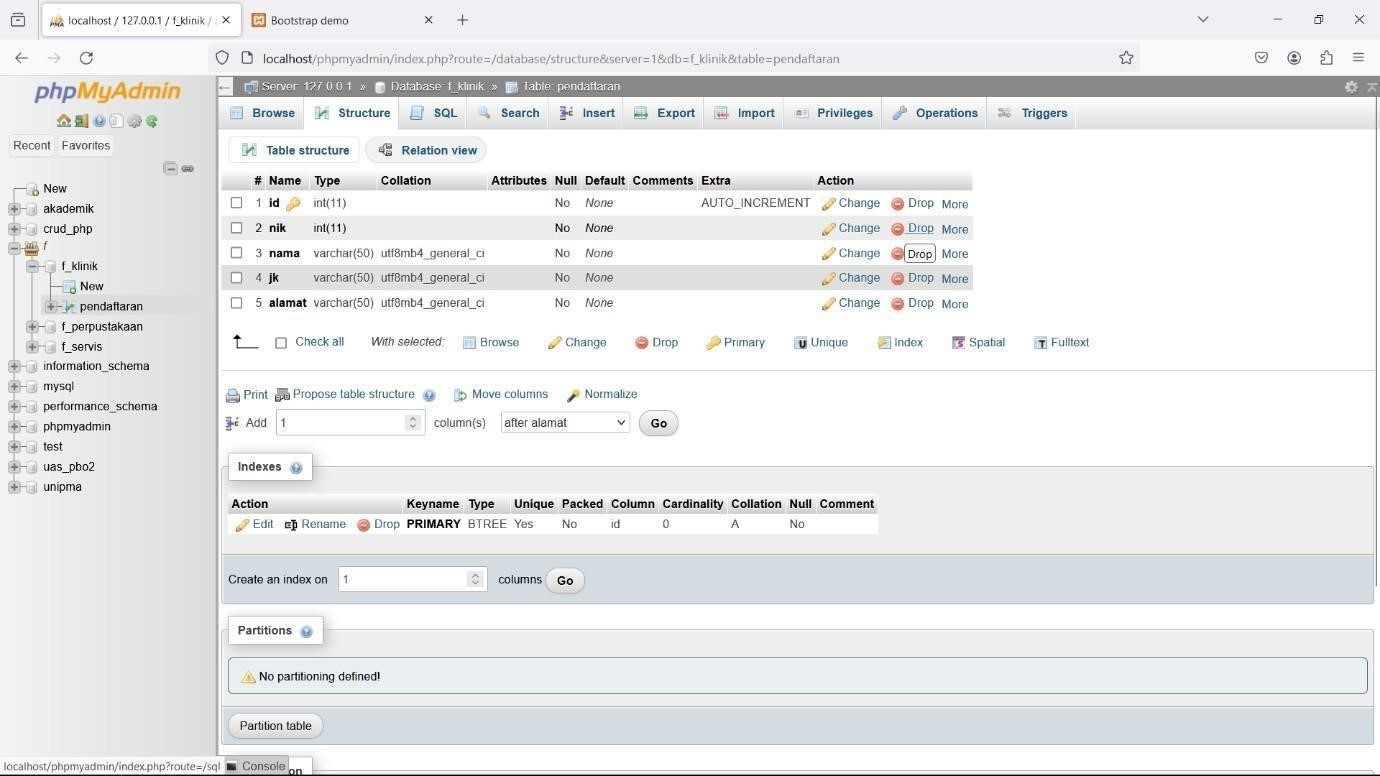 localhost / 127.0.0.1 / f_klinik /
Bootstrap demo
localhost/phpmyadmin/index.php?route=/database/structure&server=1&db=f_klinik&table=pendaftaran
phpMyAdmin
Recent Favorites
New
akademik
crud_php
f
f_klinik
New
pendaftaran
f_perpustakaan
f_servis
information_schema
mysql
performance_schema
phpmyadmin
test
uas_pbo2
unipma
Server: 127.0.0.1 » Database: f_klinik » Table: pendaftaran
Browse Structure SQL Search Insert Export Import Privileges Operations Triggers
Table structure Relation view
# Name Type Collation Attributes Null Default Comments Extra Action
1 id int(11) No None AUTO_INCREMENT Change Drop More
2 nik int(11) No None Change Drop More
3 nama varchar(50) utf8mb4_general_ci No None Change Drop More
4 jk varchar(50) utf8mb4_general_ci No None Change Drop More
5 alamat varchar(50) utf8mb4_general_ci No None Change Drop More
Check all With selected: Browse Change Drop Primary Unique Index Spatial Fulltext
Print Propose table structure Move columns Normalize
Add 1 column(s) after alamat Go
Indexes
Action Keyname Type Unique Packed Column Cardinality Collation Null Comment
Edit Rename Drop PRIMARY BTREE Yes No id 0 A No
Create an index on 1 columns Go
Partitions
No partitioning defined!
Partition table
localhost/phpmyadmin/index.php?route=/sql
Console